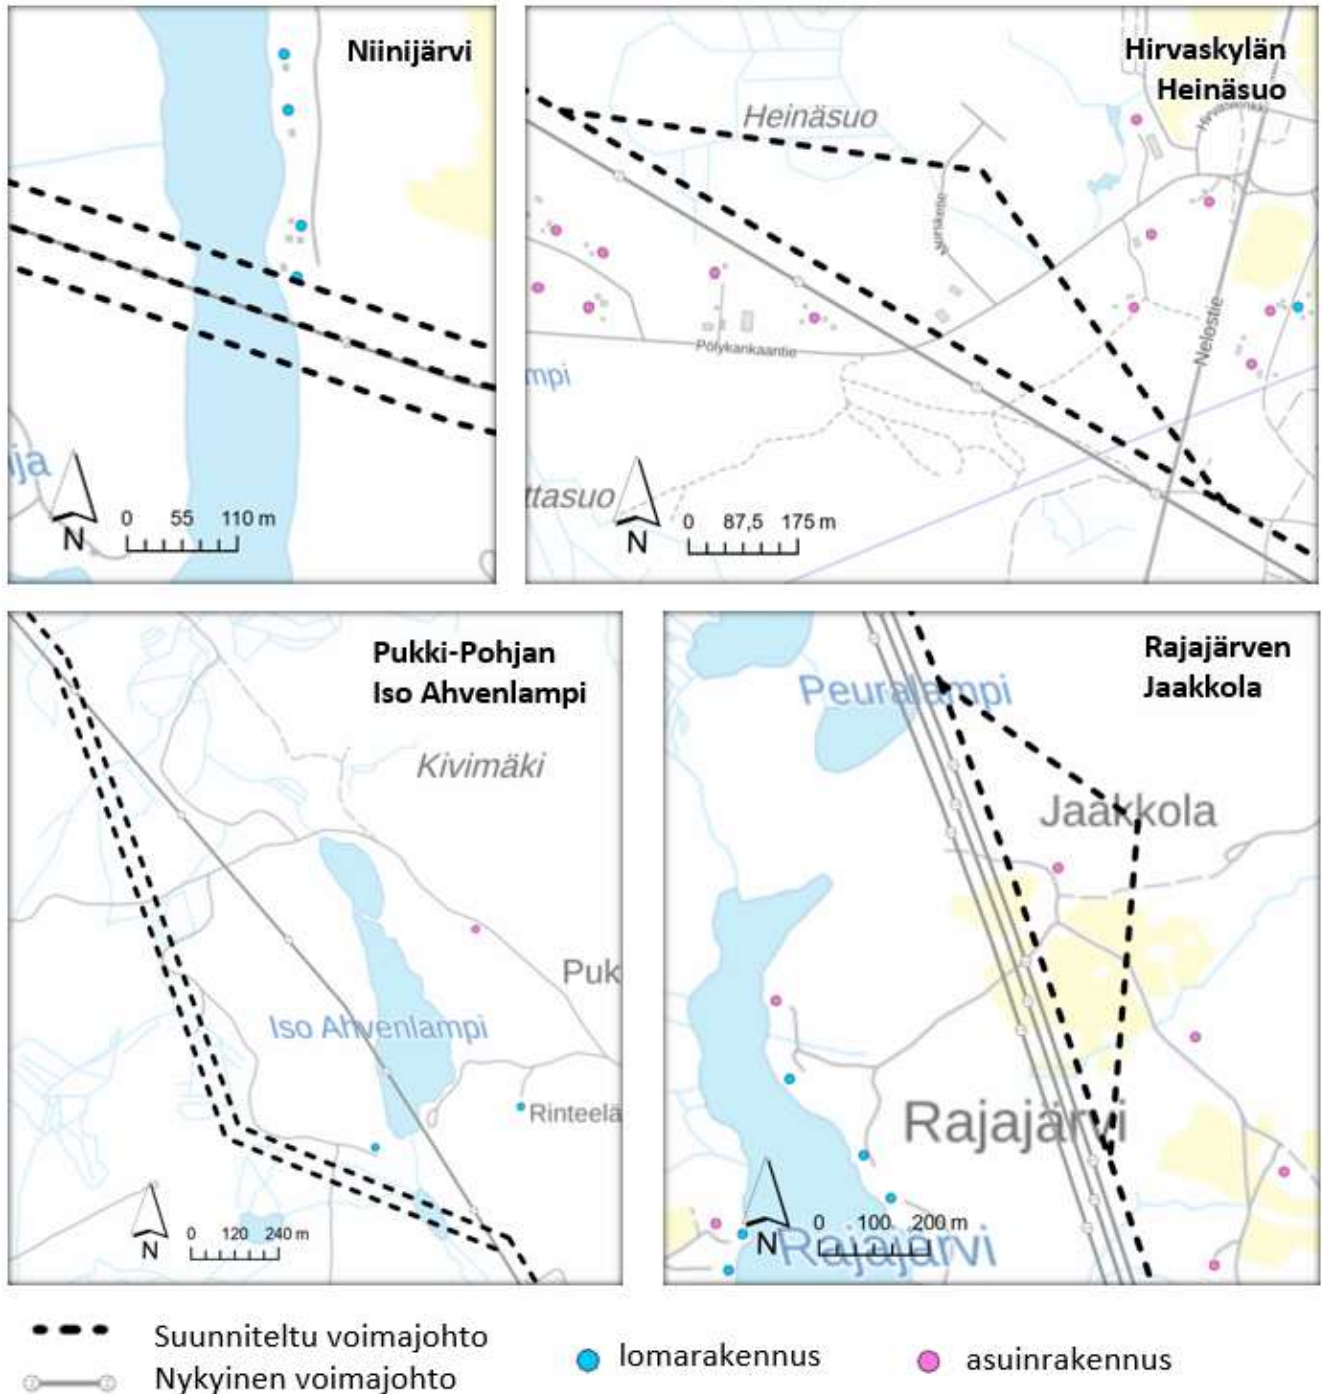 Niinijärvi
ija
N
0 55 110 m
Hirvaskylän
Heinäsuo
Heinäsuo
Nelostie
Pölykankaantie
mpi
ttasuo
N
0 87,5 175 m
Pukki-Pohjan
Iso Ahvenlampi
Kivimäki
Puk
Iso Ahvenlampi
Rinteelä
N
0 120 240 m
Rajajärven
Jaakkola
Peuralampi
Jaakkola
Rajajärvi
N
0 100 200 m
Rajajärvi
Suunniteltu voimajohto
Nykyinen voimajohto
lomarakennus
asuinrakennus